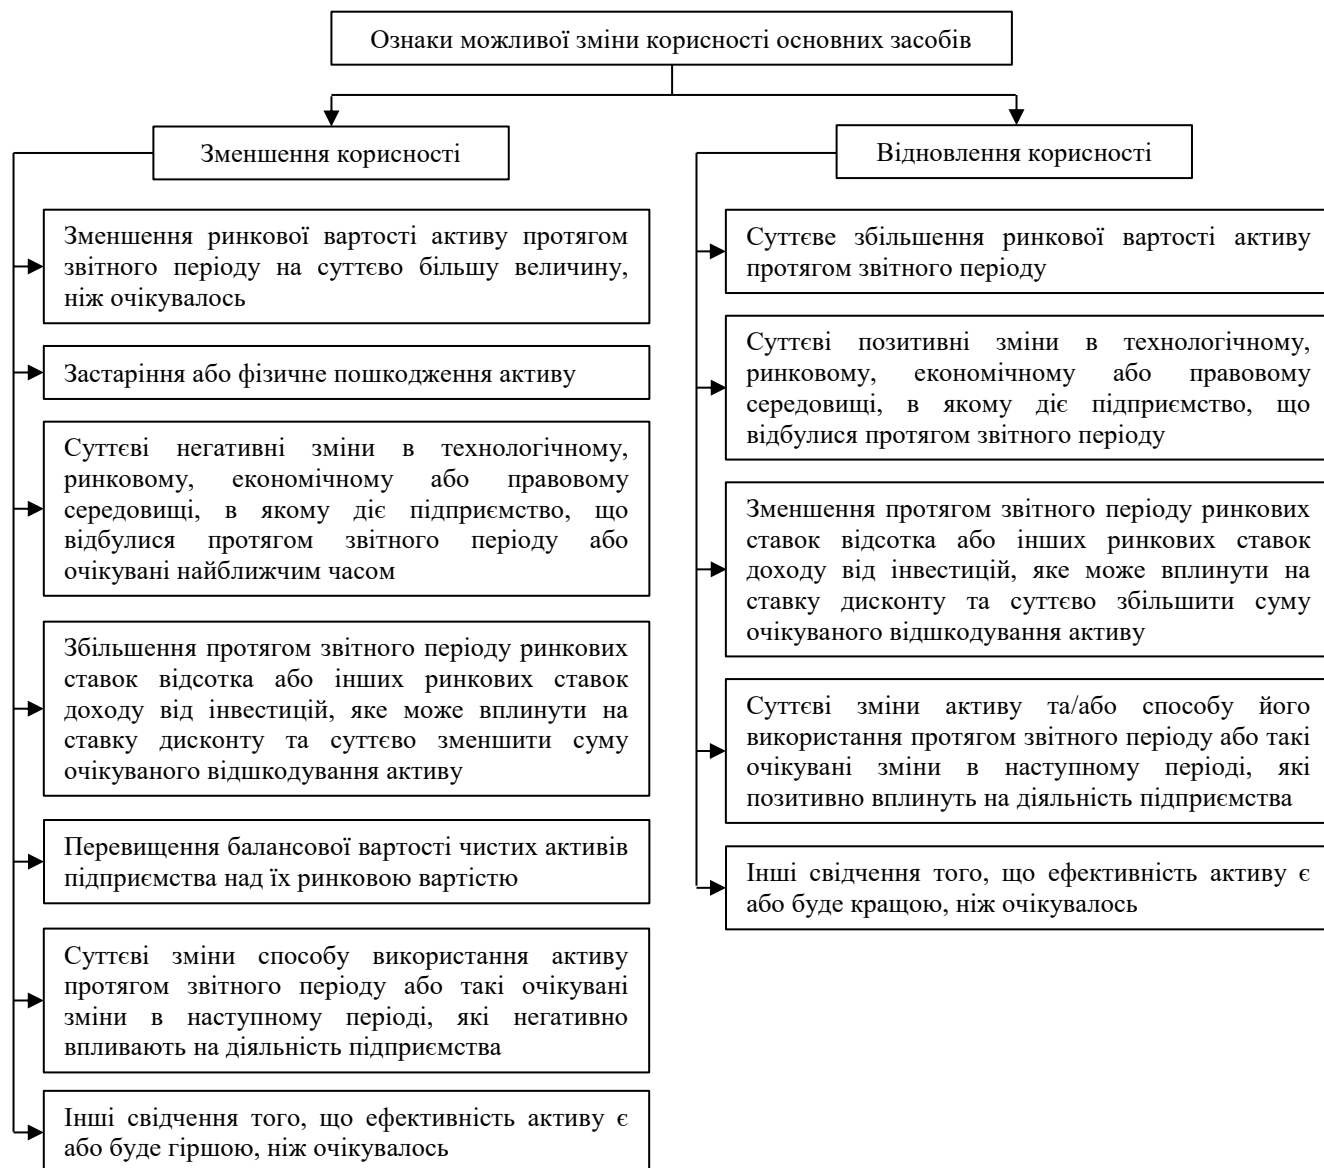 Ознаки можливої зміни корисності основних засобів
Зменшення корисності
Зменшення ринкової вартості активу протягом
звітного періоду на суттєво більшу величину,
ніж очікувалось
Застаріння або фізичне пошкодження активу
Суттєві негативні зміни в технологічному,
ринковому, економічному або правовому
середовищі, в якому діє підприємство, що
відбулися протягом звітного періоду або
очікувані найближчим часом
Збільшення протягом звітного періоду ринкових
ставок відсотка або інших ринкових ставок
доходу від інвестицій, яке може вплинути на
ставку дисконту та суттєво зменшити суму
очікуваного відшкодування активу
Перевищення балансової вартості чистих активів
підприємства над їх ринковою вартістю
Суттєві зміни способу використання активу
протягом звітного періоду або такі очікувані
зміни в наступному періоді, які негативно
впливають на діяльність підприємства
Інші свідчення того, що ефективність активу є
або буде гіршою, ніж очікувалось
Відновлення корисності
Суттєве збільшення ринкової вартості активу
протягом звітного періоду
Суттєві позитивні зміни в технологічному,
ринковому, економічному або правовому
середовищі, в якому діє підприємство, що
відбулися протягом звітного періоду
Зменшення протягом звітного періоду ринкових
ставок відсотка або інших ринкових ставок
доходу від інвестицій, яке може вплинути на
ставку дисконту та суттєво збільшити суму
очікуваного відшкодування активу
Суттєві зміни активу та/або способу його
використання протягом звітного періоду або такі
очікувані зміни в наступному періоді, які
позитивно вплинуть на діяльність підприємства
Інші свідчення того, що ефективність активу є
або буде кращою, ніж очікувалось